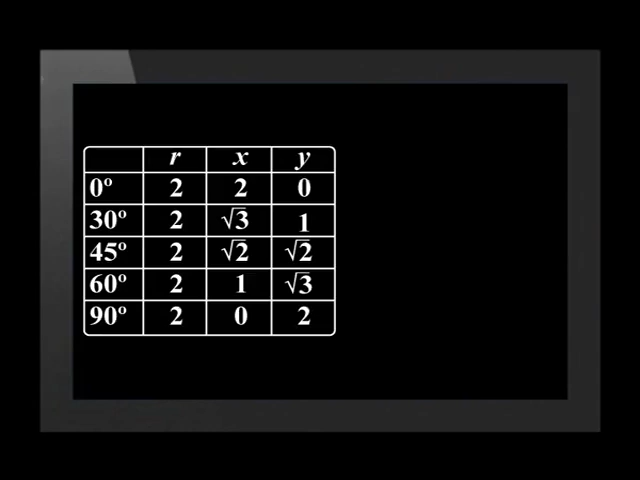 r x y
0º 2 2 0
30º 2 √3 1
45º 2 √2 √2
60º 2 1 √3
90º 2 0 2